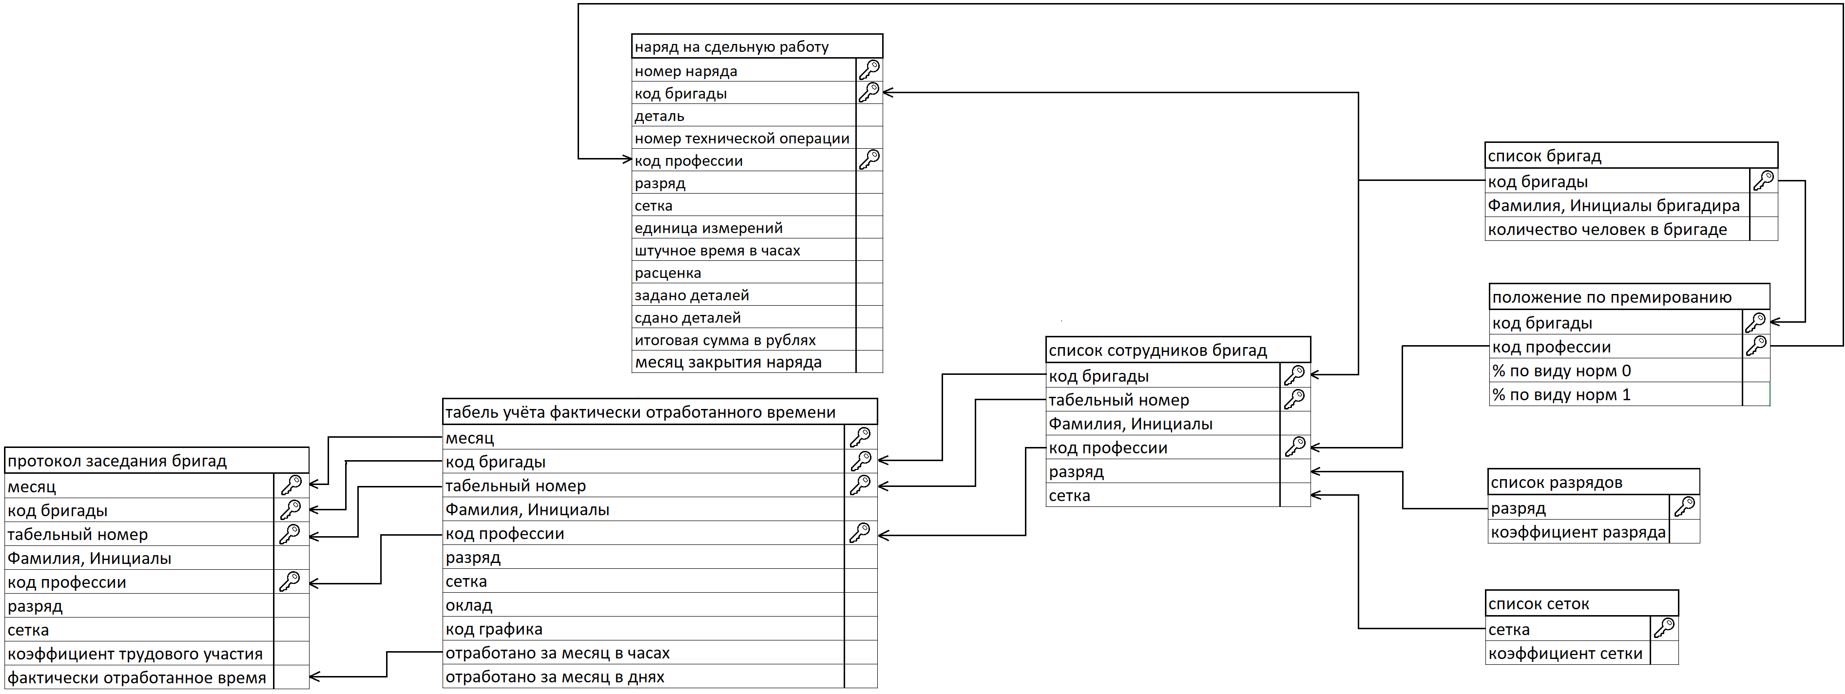 наряд на сдельную работу
номер наряда
код бригады
деталь
номер технической операции
код профессии
разряд
сетка
единица измерений
штучное время в часах
расценка
задано деталей
сдано деталей
итоговая сумма в рублях
месяц закрытия наряда
список бригад
код бригады
Фамилия, Инициалы бригадира
количество человек в бригаде
положение по премированию
код бригады
код профессии
% по виду норм 0
% по виду норм 1
список сотрудников бригад
код бригады
табельный номер
Фамилия, Инициалы
код профессии
разряд
сетка
табель учёта фактически отработанного времени
месяц
код бригады
табельный номер
Фамилия, Инициалы
код профессии
разряд
сетка
оклад
код графика
отработано за месяц в часах
отработано за месяц в днях
протокол заседания бригад
месяц
код бригады
табельный номер
Фамилия, Инициалы
код профессии
разряд
сетка
коэффициент трудового участия
фактически отработанное время
список разрядов
разряд
коэффициент разряда
список сеток
сетка
коэффициент сетки